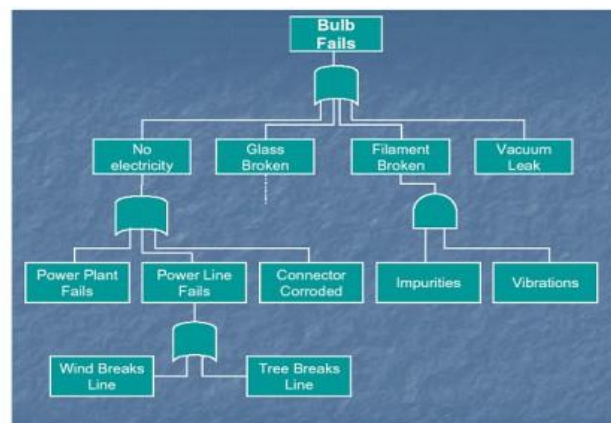 Bulb
Fails
No
electricity
Glass
Broken
Filament
Broken
Vacuum
Leak
Power Plant
Fails
Power Line
Fails
Connector
Corroded
Impurities
Vibrations
Wind Breaks
Line
Tree Breaks
Line